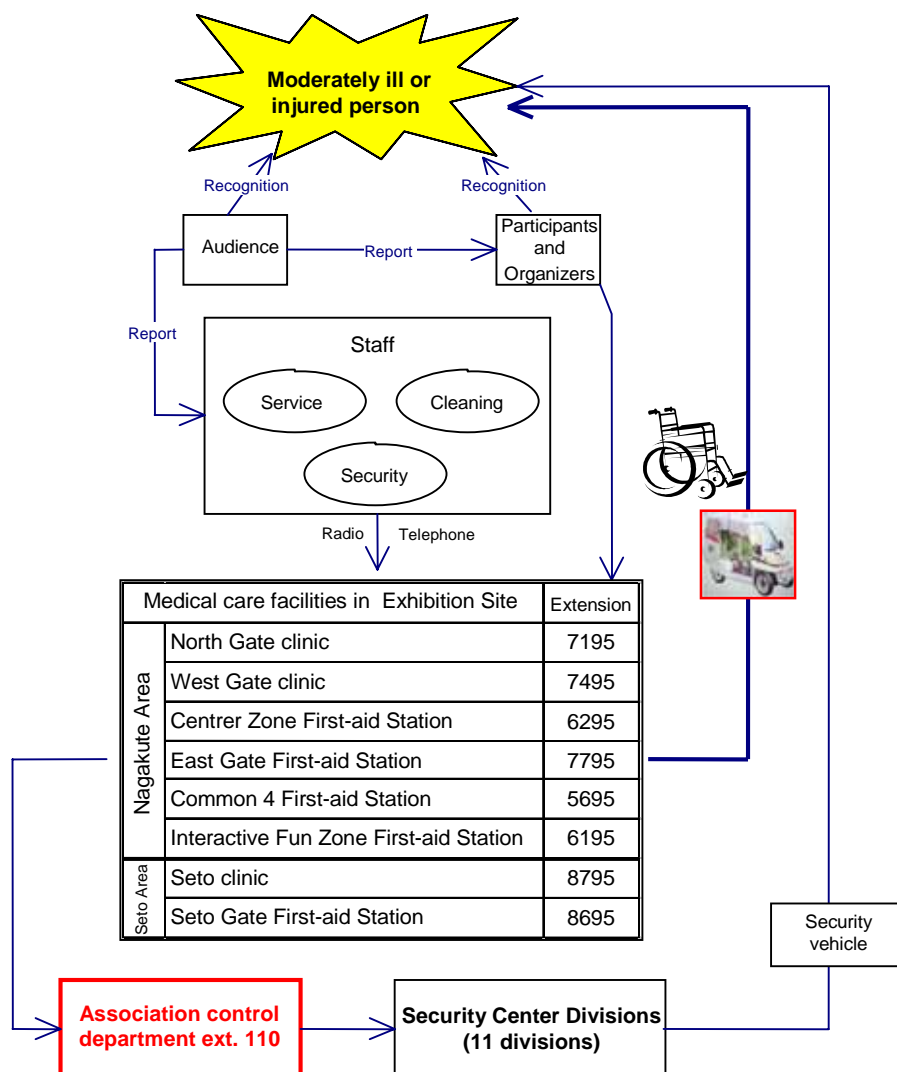 Moderately ill or
injured person
Recognition
Recognition
Audience
Report
Participants
and
Organizers
Report
Staff
Service
Cleaning
Security
Radio Telephone
Medical care facilities in Exhibition Site Extension
Nagakute Area
North Gate clinic 7195
West Gate clinic 7495
Centrer Zone First-aid Station 6295
East Gate First-aid Station 7795
Common 4 First-aid Station 5695
Interactive Fun Zone First-aid Station 6195
Seto Area
Seto clinic 8795
Seto Gate First-aid Station 8695
Security
vehicle
Association control
department ext. 110
Security Center Divisions
(11 divisions)